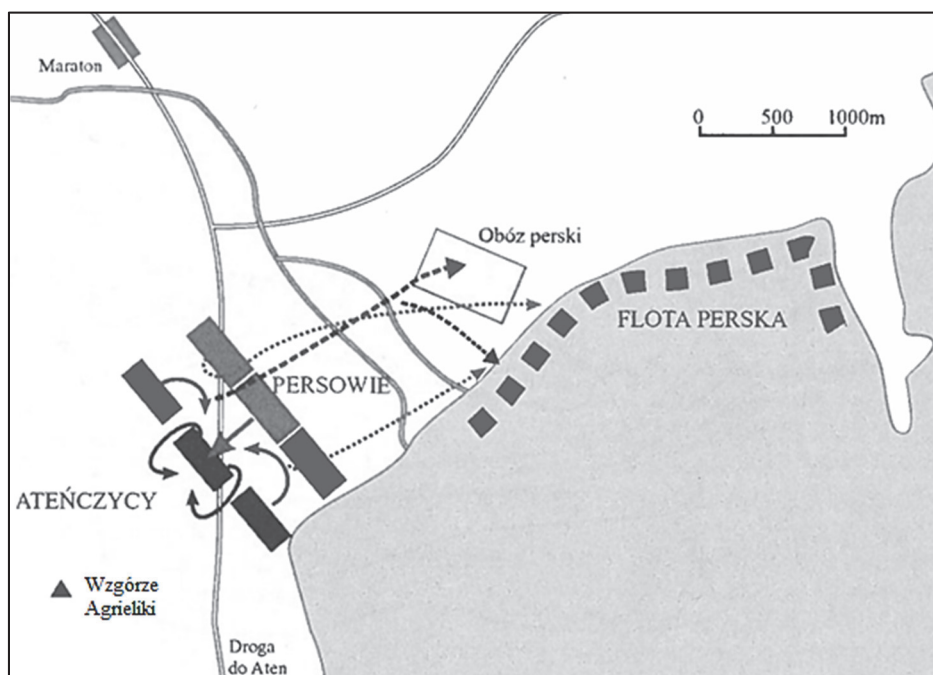 Maraton
0 500 1000m
Obóz perski
FLOTA PERSKA
PERSOWIE
ATEŃCZYCY
Wzgórze
Agrieliki
Droga
do Aten